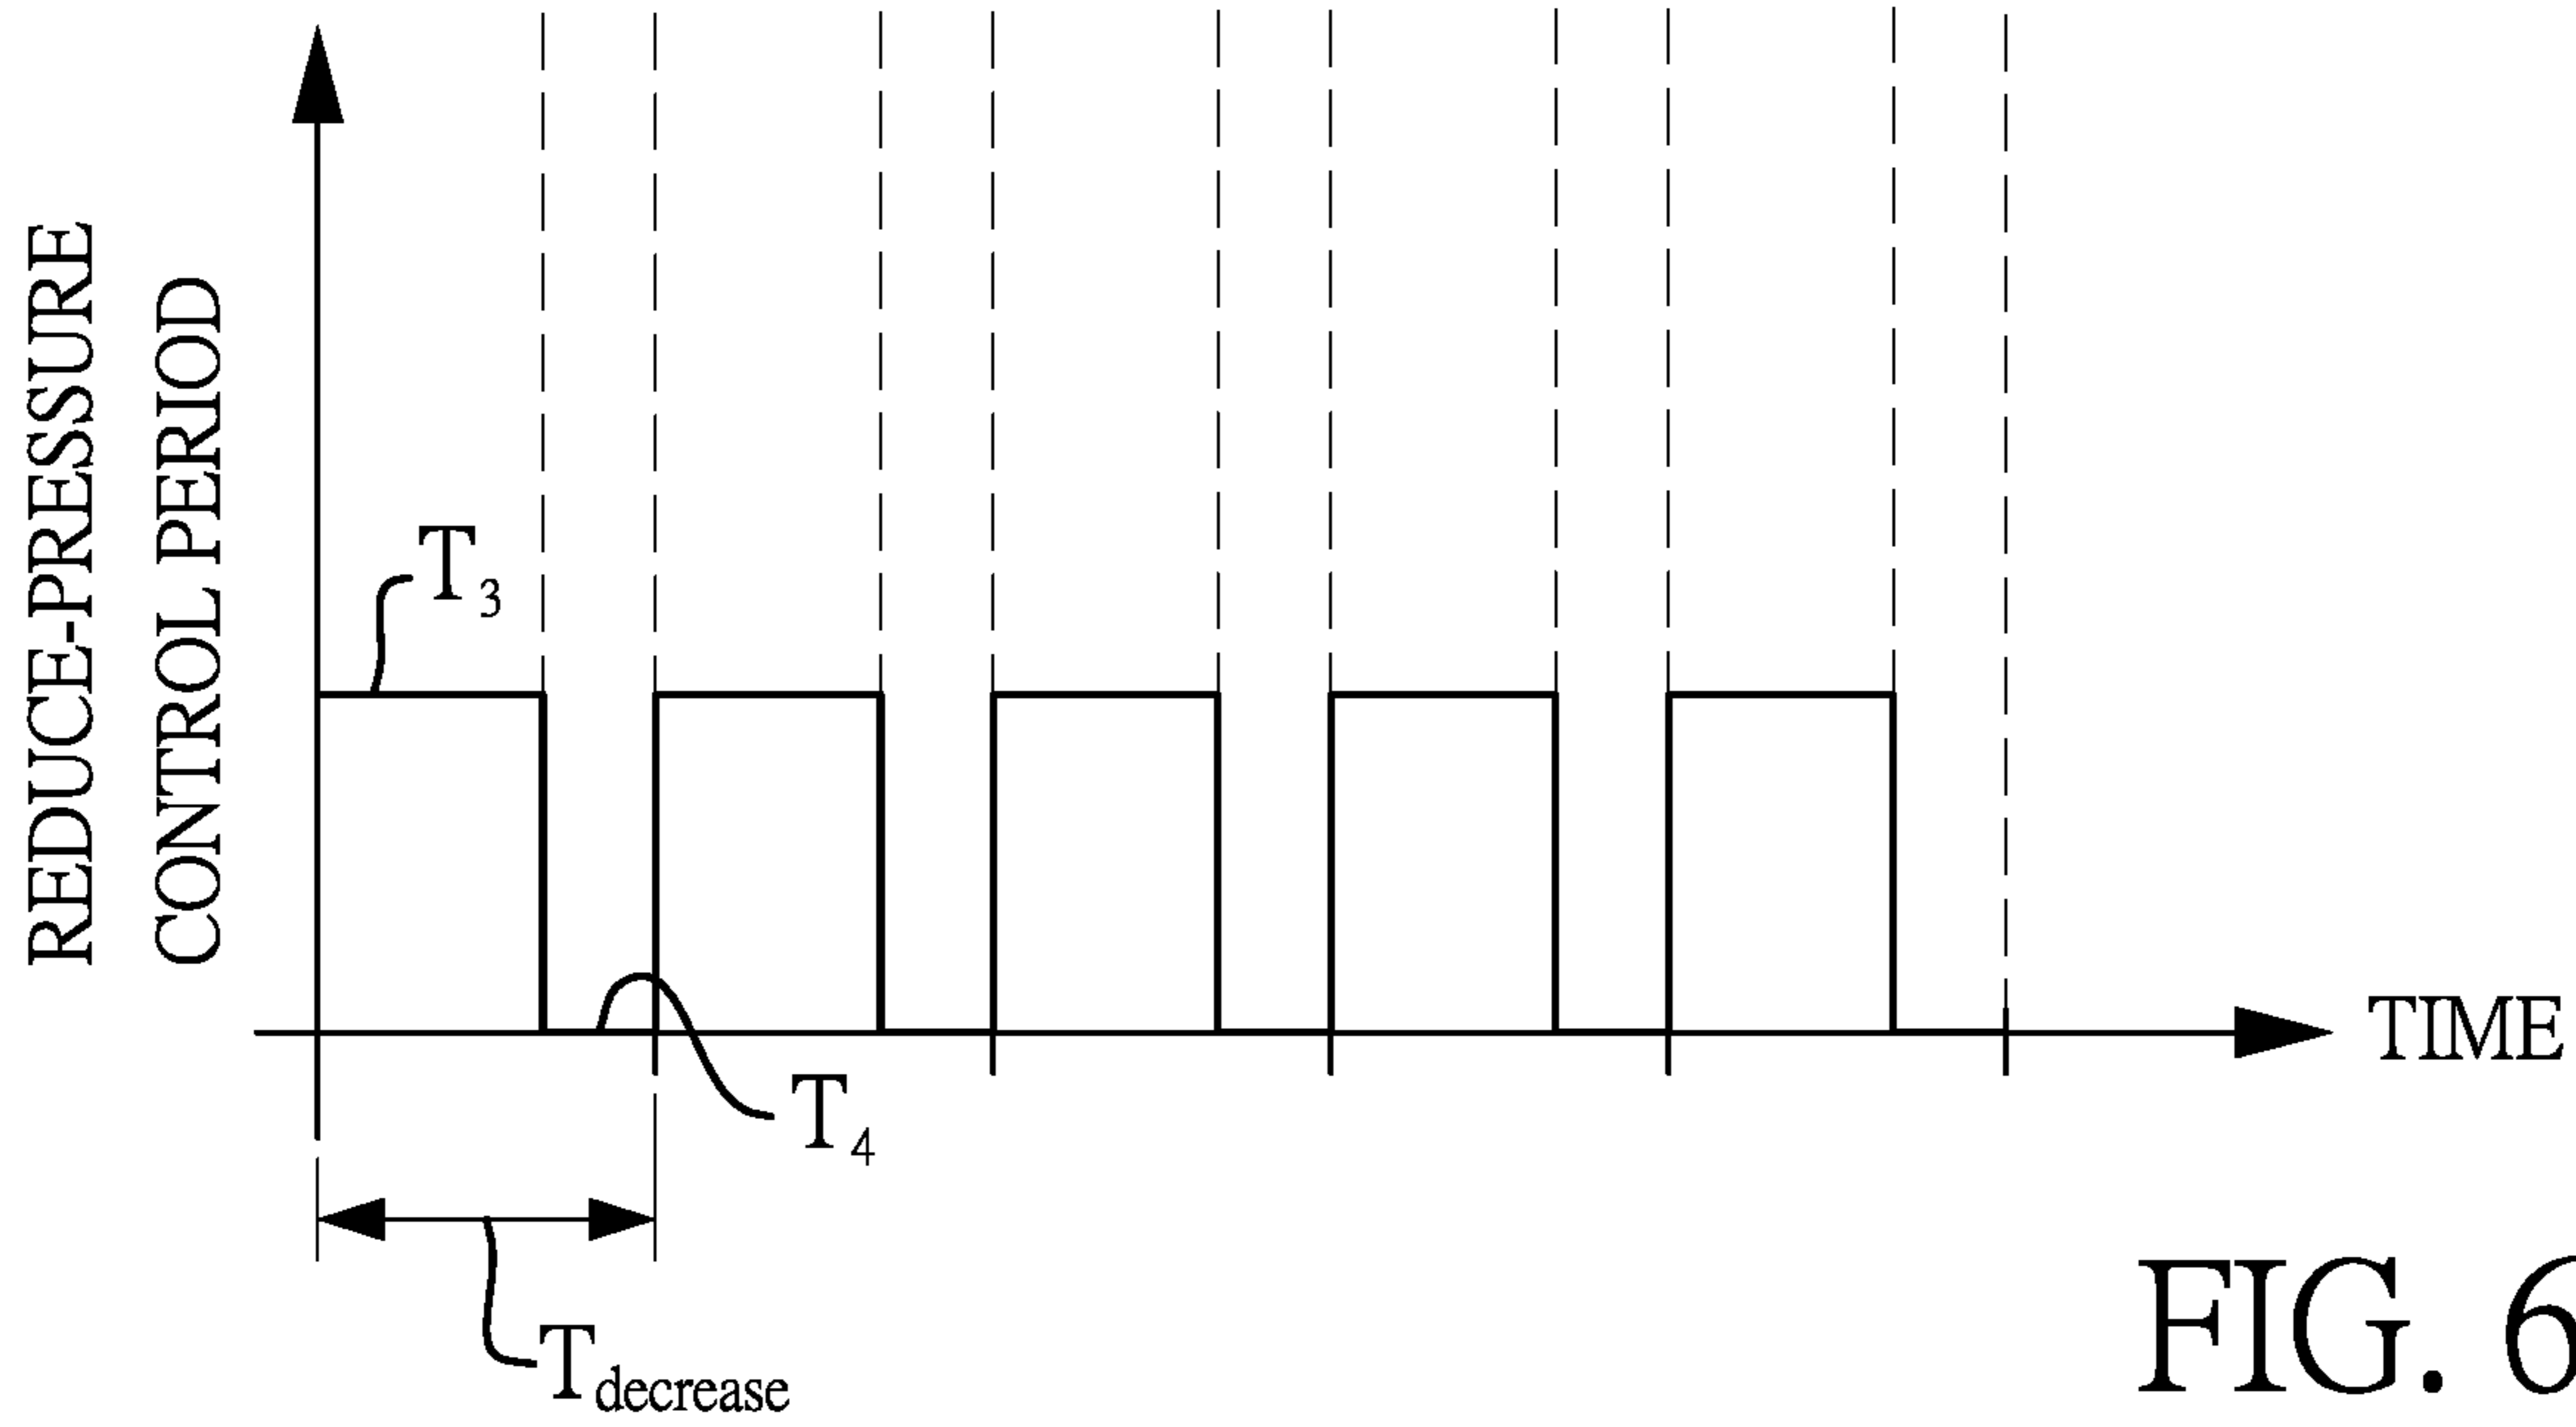 REDUCE-PRESSURE
CONTROL PERIOD
T3
T4
TIME
Tdecrease
FIG. 6